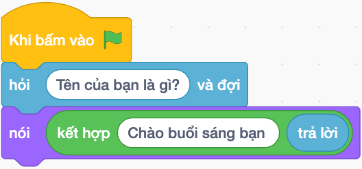 Khi bấm vào
hỏi Tên của bạn là gì? và đợi
nói kết hợp Chào buổi sáng bạn trả lời